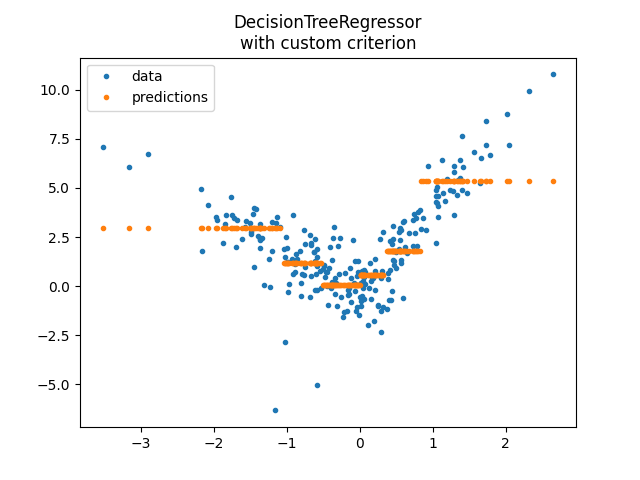 DecisionTreeRegressor
with custom criterion
data
predictions
10.0
7.5
5.0
2.5
0.0
−2.5
−5.0
−3 −2 −1 0 1 2